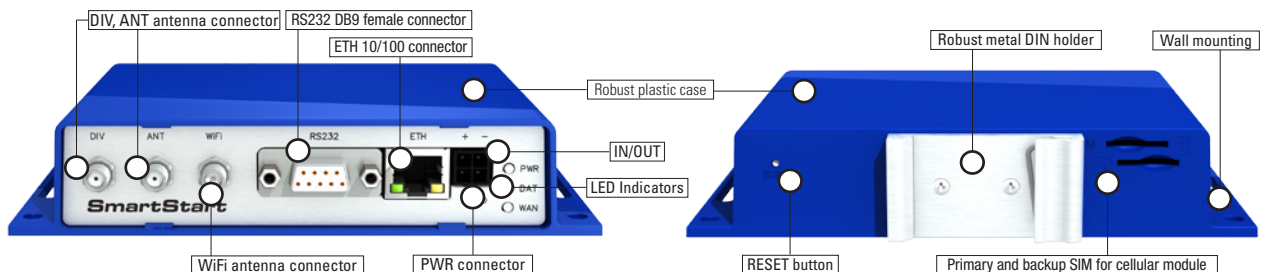 DIV, ANT antenna connector
RS232 DB9 female connector
ETH 10/100 connector
Robust metal DIN holder
Wall mounting
Robust plastic case
DIV
ANT
WiFi
RS232
ETH
+ −
IN/OUT
PWR
LED Indicators
DAT
WAN
SmartStart
WiFi antenna connector
PWR connector
RESET button
Primary and backup SIM for cellular module